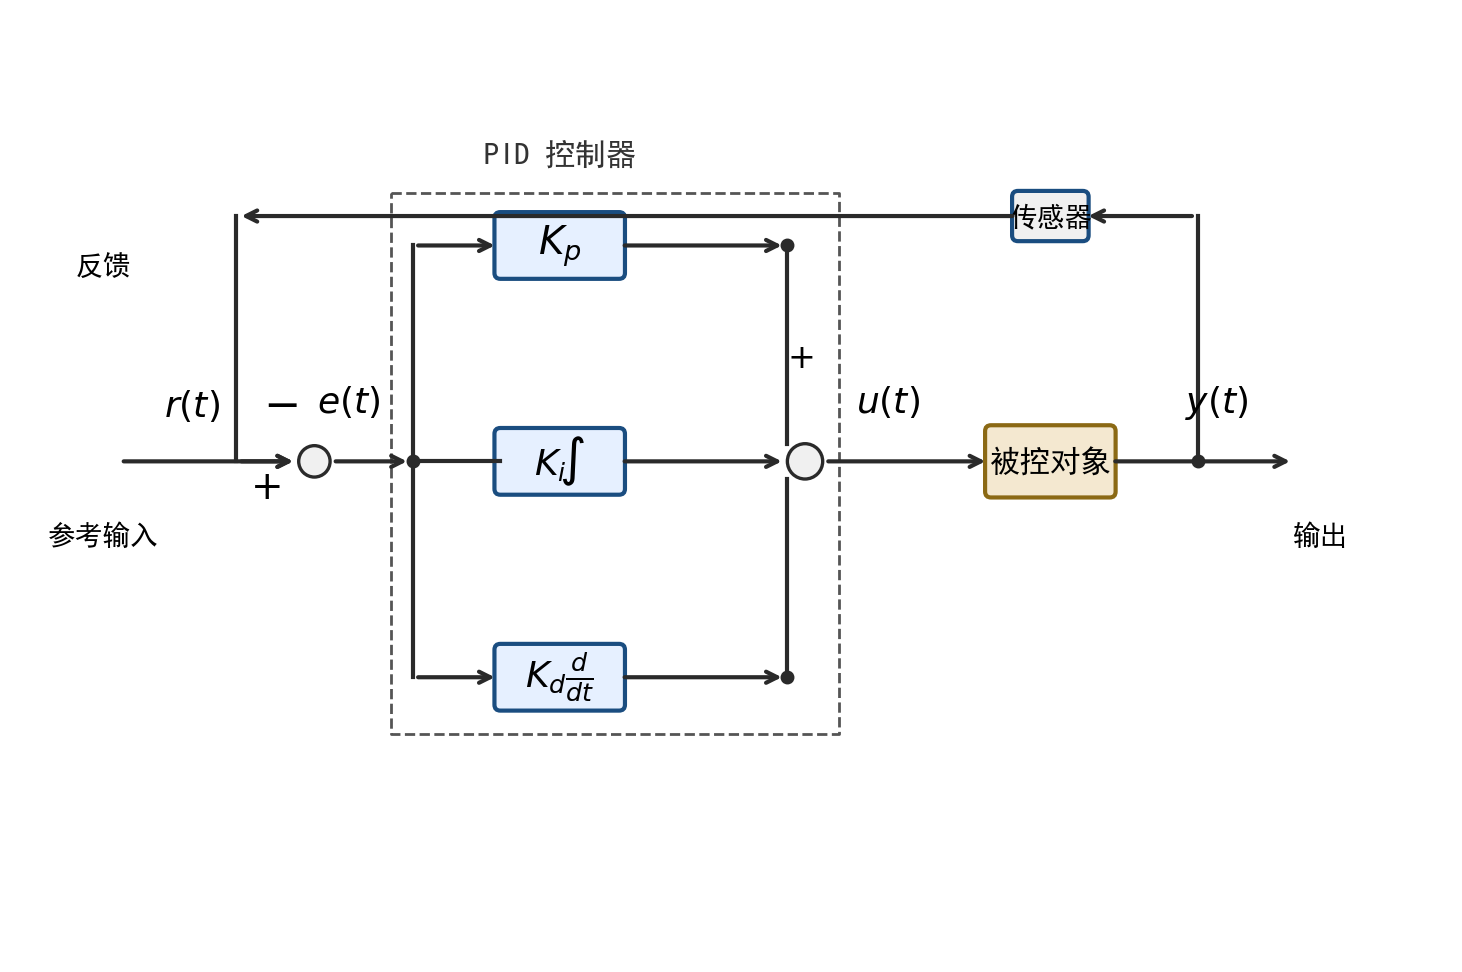 PID 控制器
传感器
K_p
反馈
+
r(t)
−
e(t)
u(t)
y(t)
K_i∫
被控对象
+
参考输入
输出
K_d d/dt